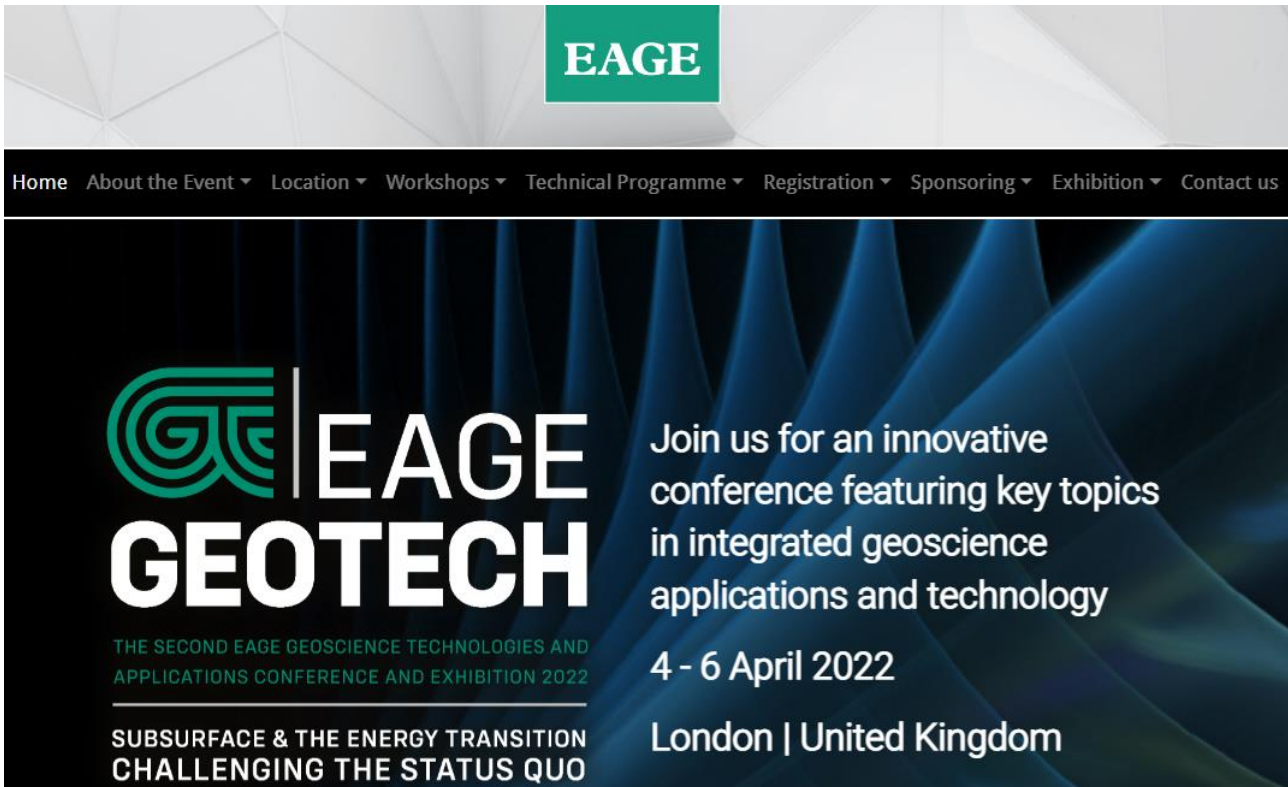 EAGE
Home About the Event Location Workshops Technical Programme Registration Sponsoring Exhibition Contact us
GT
EAGE
GEOTECH
THE SECOND EAGE GEOSCIENCE TECHNOLOGIES AND
APPLICATIONS CONFERENCE AND EXHIBITION 2022
SUBSURFACE & THE ENERGY TRANSITION
CHALLENGING THE STATUS QUO
Join us for an innovative
conference featuring key topics
in integrated geoscience
applications and technology
4 - 6 April 2022
London | United Kingdom